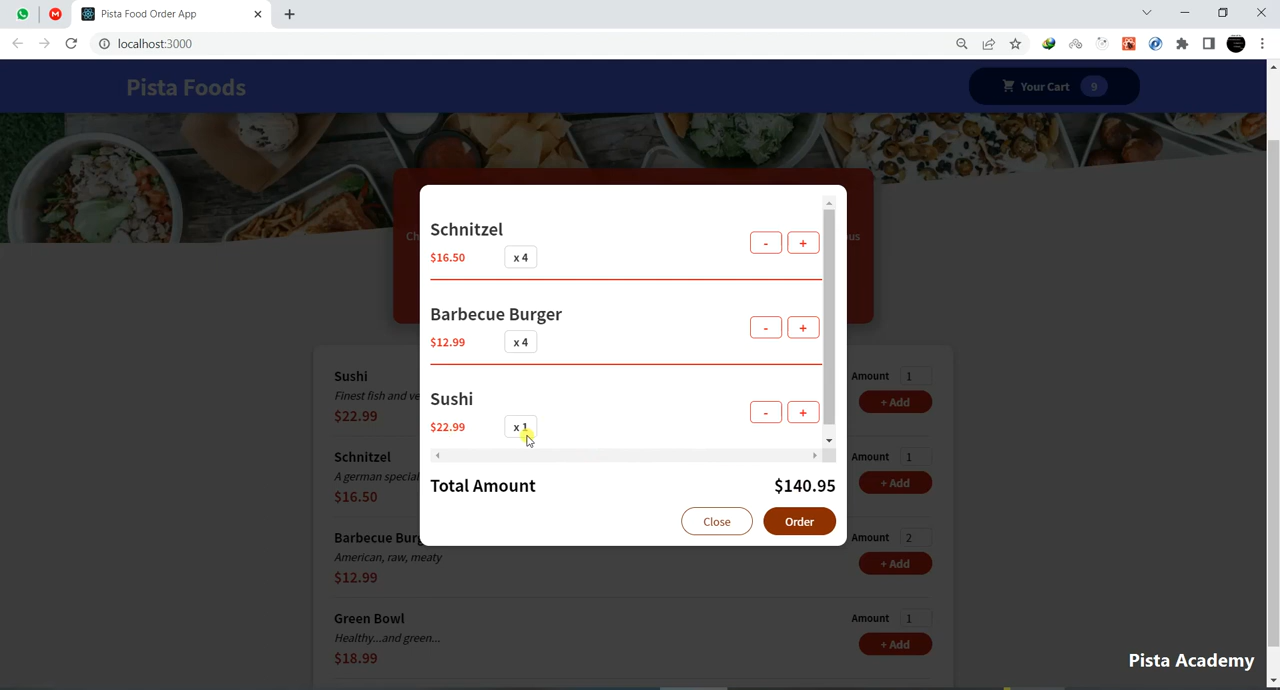 Pista Food Order App
localhost:3000
Pista Foods
Your Cart 9
Schnitzel
$16.50 x 4 - +
Barbecue Burger
$12.99 x 4 - +
Sushi
$22.99 x 1 - +
Total Amount $140.95
Close Order
Sushi
Finest fish and ve
$22.99
Amount 1
+ Add
Schnitzel
A german special
$16.50
Amount 1
+ Add
Barbecue Burg
American, raw, meaty
$12.99
Amount 2
+ Add
Green Bowl
Healthy...and green...
$18.99
Amount 1
+ Add
Pista Academy